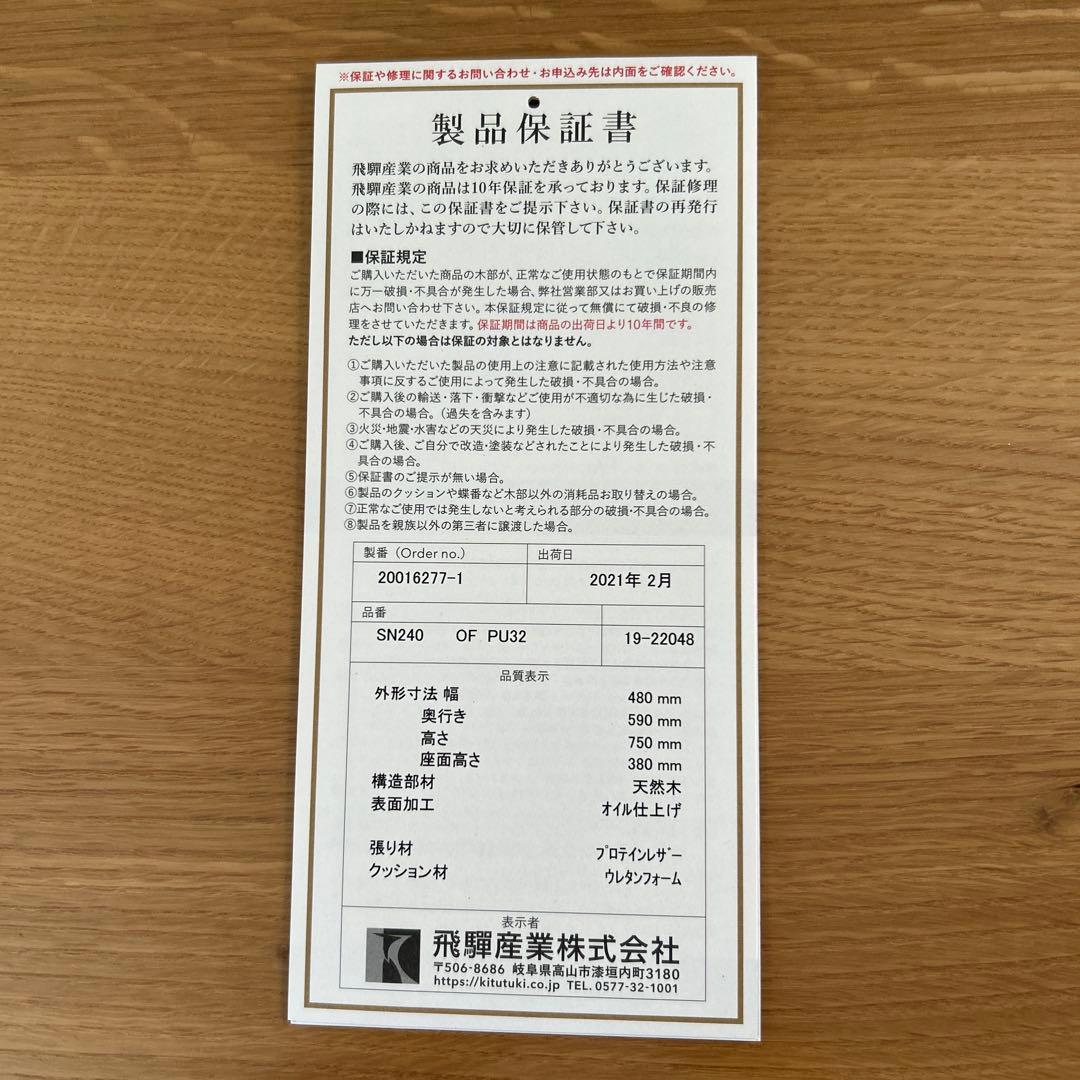 ※保証や修理に関するお問い合わせ・お申込み先は内面をご確認ください。
製品保証書
飛驒産業の商品をお求めいただきありがとうございます。
飛驒産業の商品は10年保証を承っております。保証修理
の際には、この保証書をご提示下さい。保証書の再発行
はいたしかねますので大切に保管して下さい。
■保証規定
ご購入いただいた商品の木部が、正常なご使用状態のもとで保証期間内
に万一破損・不具合が発生した場合、弊社営業部又はお買い上げの販売
店へお問い合わせ下さい。本保証規定に従って無償にて破損・不良の修
理をさせていただきます。保証期間は商品の出荷日より10年間です。
ただし以下の場合は保証の対象とはなりません。
①ご購入いただいた製品の使用上の注意に記載された使用方法や注意
事項に反するご使用によって発生した破損・不具合の場合。
②ご購入後の輸送・落下・衝撃などご使用が不適切な為に生じた破損・
不具合の場合。（過失を含みます）
③火災・地震・水害などの天災により発生した破損・不具合の場合。
④ご購入後、ご自分で改造・塗装などされたことにより発生した破損・不
具合の場合。
⑤保証書のご提示が無い場合。
⑥製品のクッションや蝶番など木部以外の消耗品お取り替えの場合。
⑦正常なご使用では発生しないと考えられる部分の破損・不具合の場合。
⑧製品を親族以外の第三者に譲渡した場合。
製番（Order no.） 出荷日
20016277-1 2021年 2月
品番
SN240 OF PU32 19-22048
品質表示
外形寸法 幅 480 mm
奥行き 590 mm
高さ 750 mm
座面高さ 380 mm
構造部材 天然木
表面加工 オイル仕上げ
張り材 ﾌﾟﾛﾃｲﾝﾚｻﾞｰ
クッション材 ｳﾚﾀﾝﾌｫｰﾑ
表示者
飛驒産業株式会社
〒506-8686 岐阜県高山市漆垣内町3180
https://kitutuki.co.jp TEL. 0577-32-1001